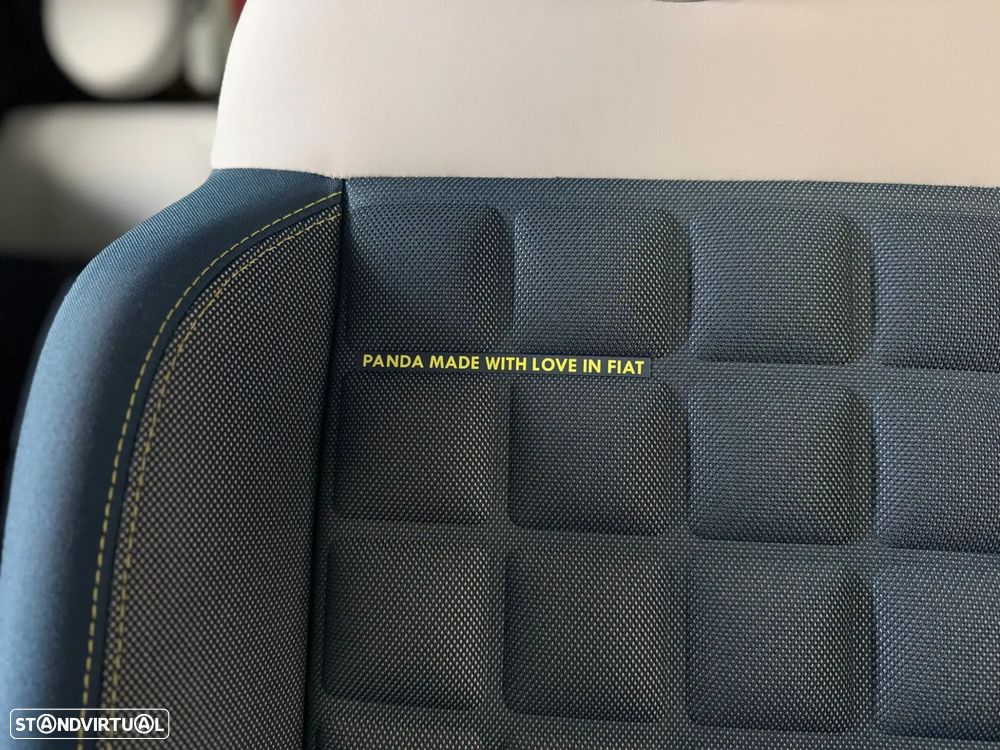 PANDA MADE WITH LOVE IN FIAT
STANDVIRTUAL